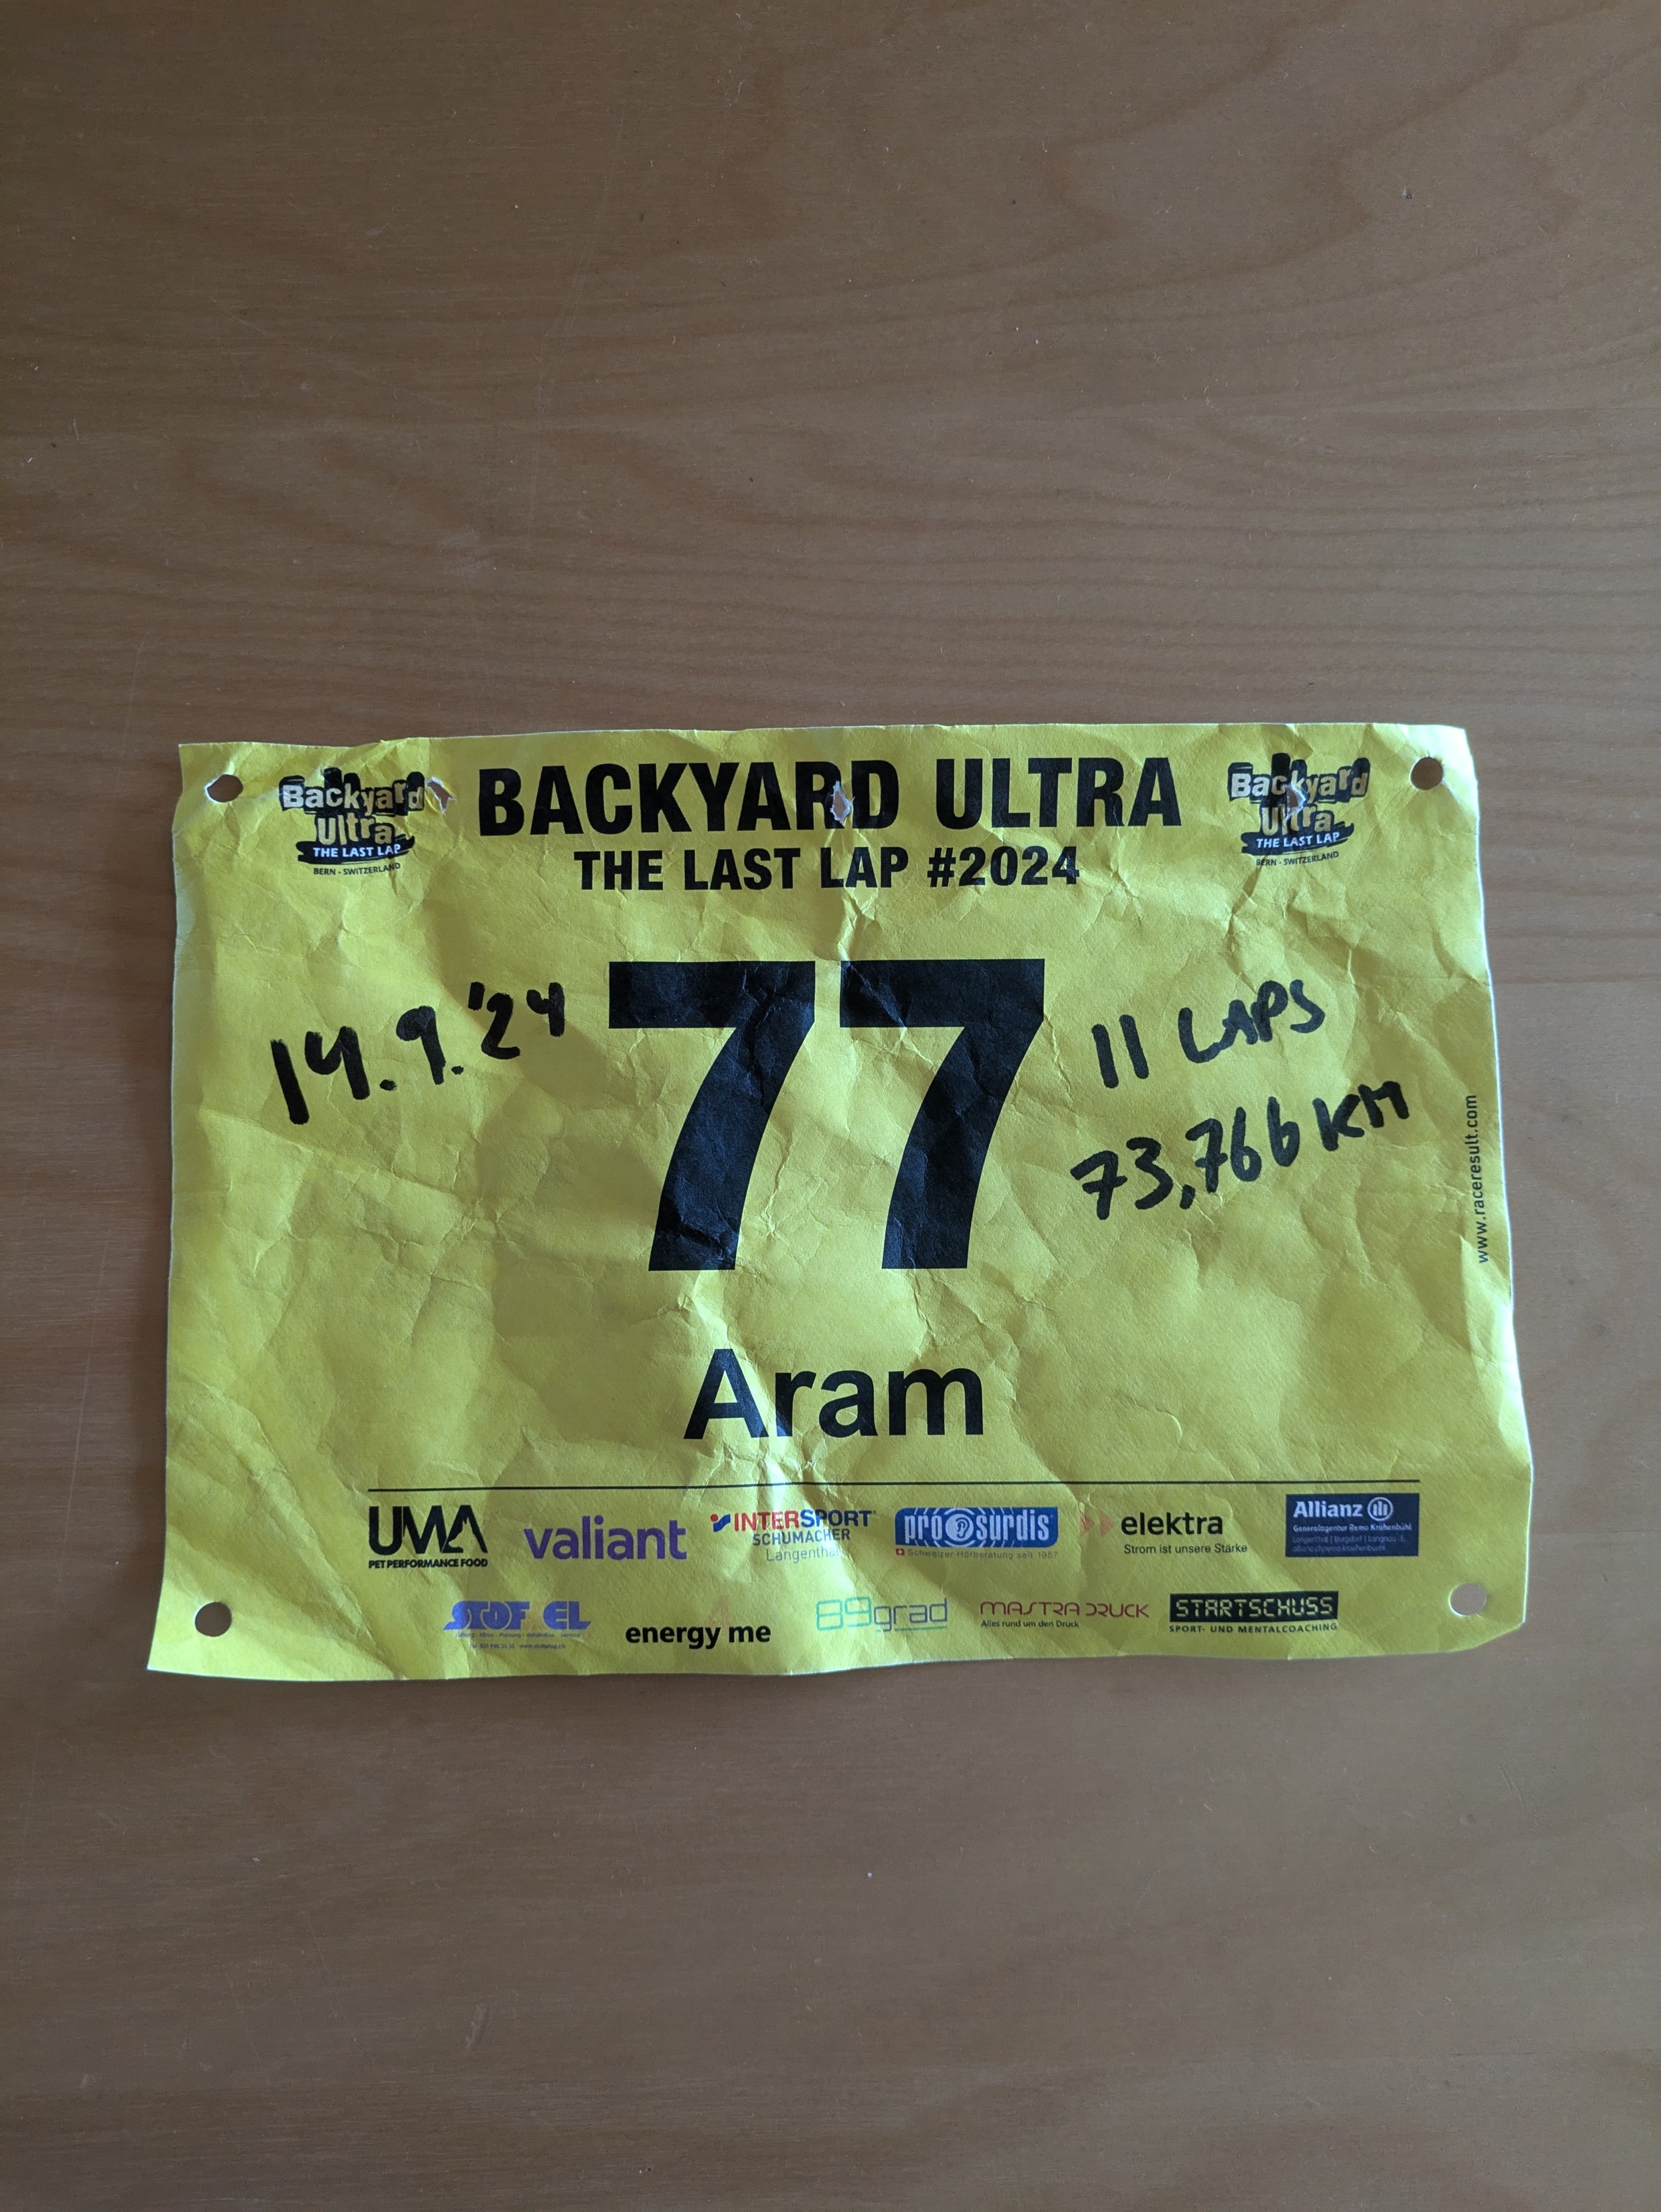 Backyard
Ultra
THE LAST LAP
BERN - SWITZERLAND
BACKYARD ULTRA
THE LAST LAP #2024
Backyard
Ultra
THE LAST LAP
BERN - SWITZERLAND
14.9.'24
77
11 LAPS
73,766 KM
www.raceresult.com
Aram
UMA
PET PERFORMANCE FOOD
valiant
INTERSPORT
SCHUMACHER
Langenthal
pro surdis
Schweizer Hörberatung seit 1987
elektra
Strom ist unsere Stärke
Allianz
Generalagentur Remo Krähenbühl
energy me
89grad
MASTRA DRUCK
Alles rund um den Druck
STARTSCHUSS
SPORT- UND MENTALCOACHING